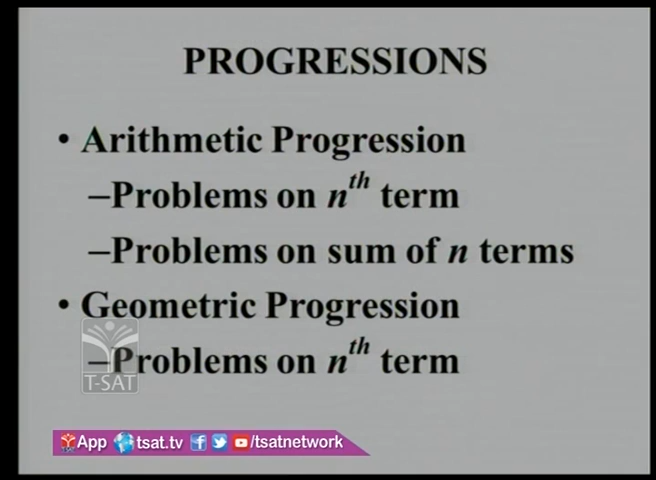 PROGRESSIONS
• Arithmetic Progression
–Problems on nth term
–Problems on sum of n terms
• Geometric Progression
–Problems on nth term
T-SAT
App tsat.tv /tsatnetwork